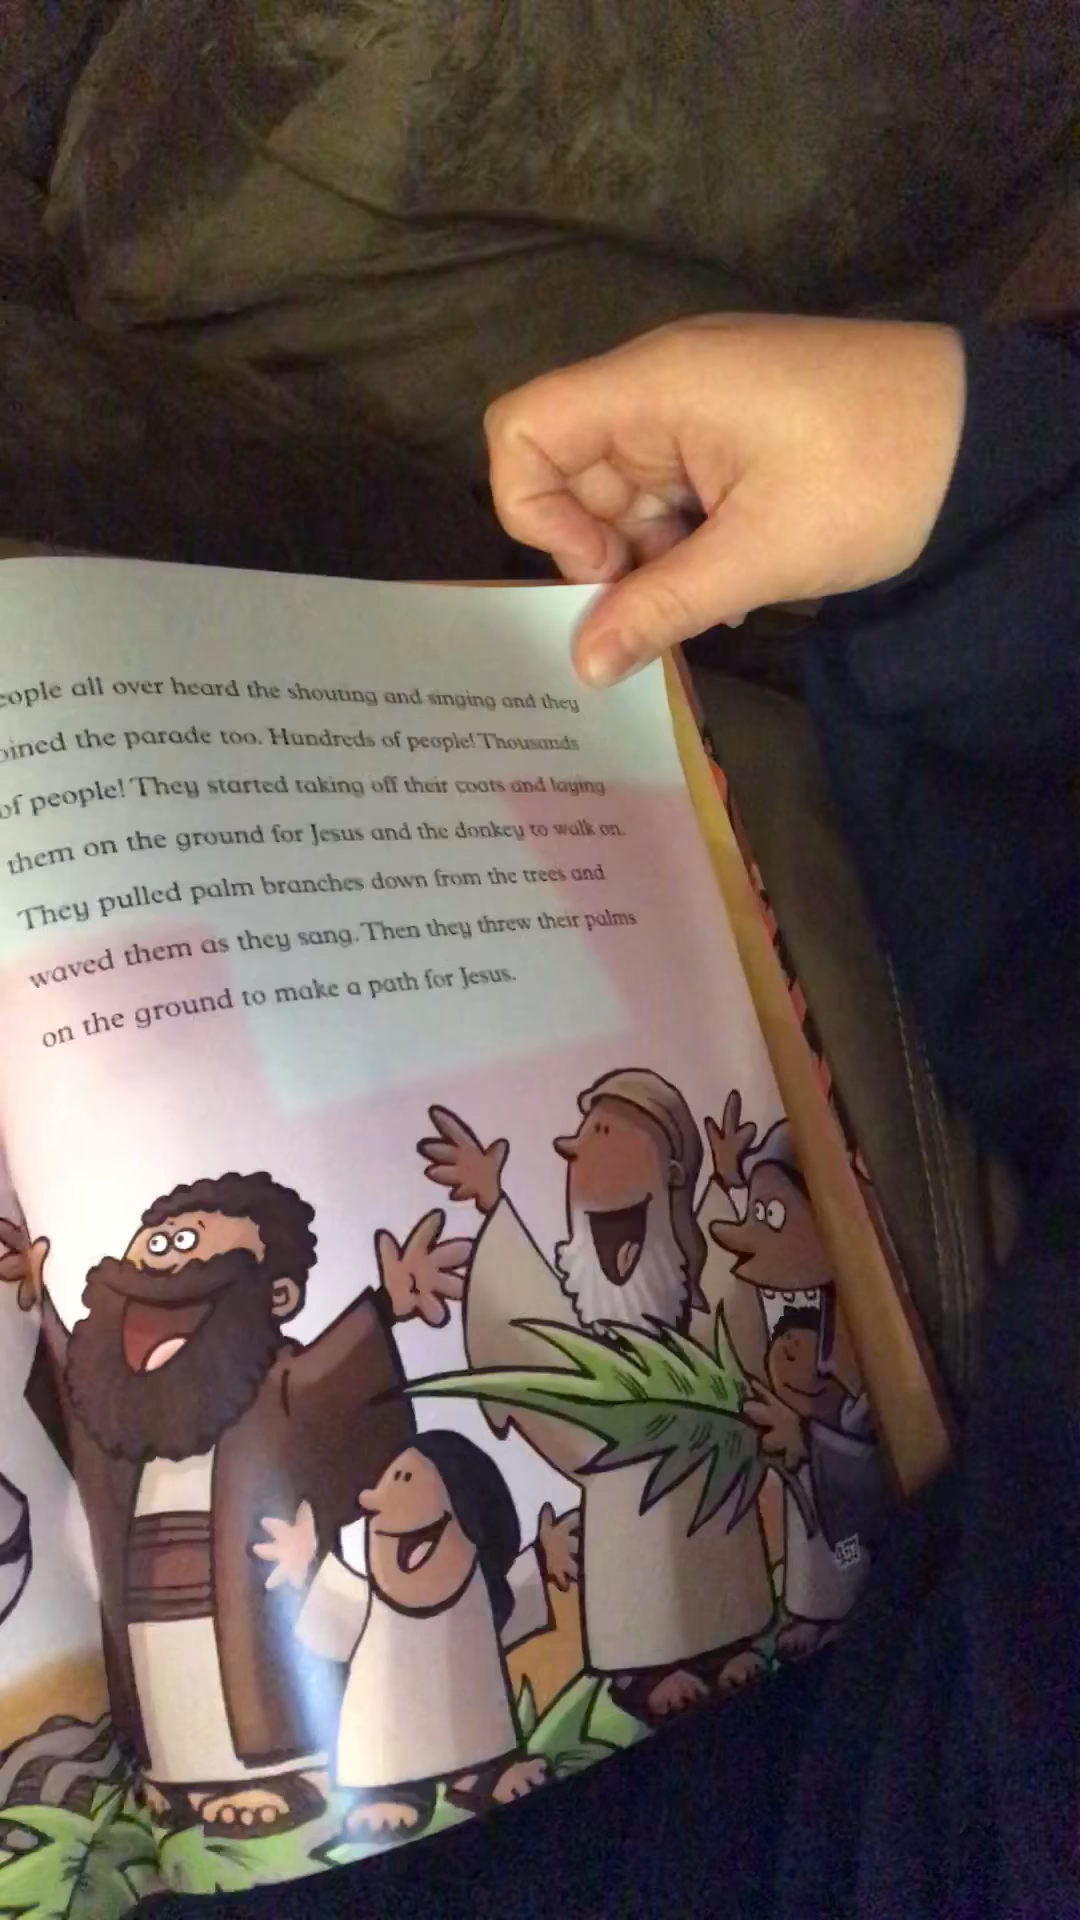 all over heard the shouting and singing and they
the parade too. Hundreds of people! Thousands
of people! They started taking off their coats and laying
them on the ground for Jesus and the donkey to walk on.
They pulled palm branches down from the trees and
waved them as they sang. Then they threw their palms
on the ground to make a path for Jesus.